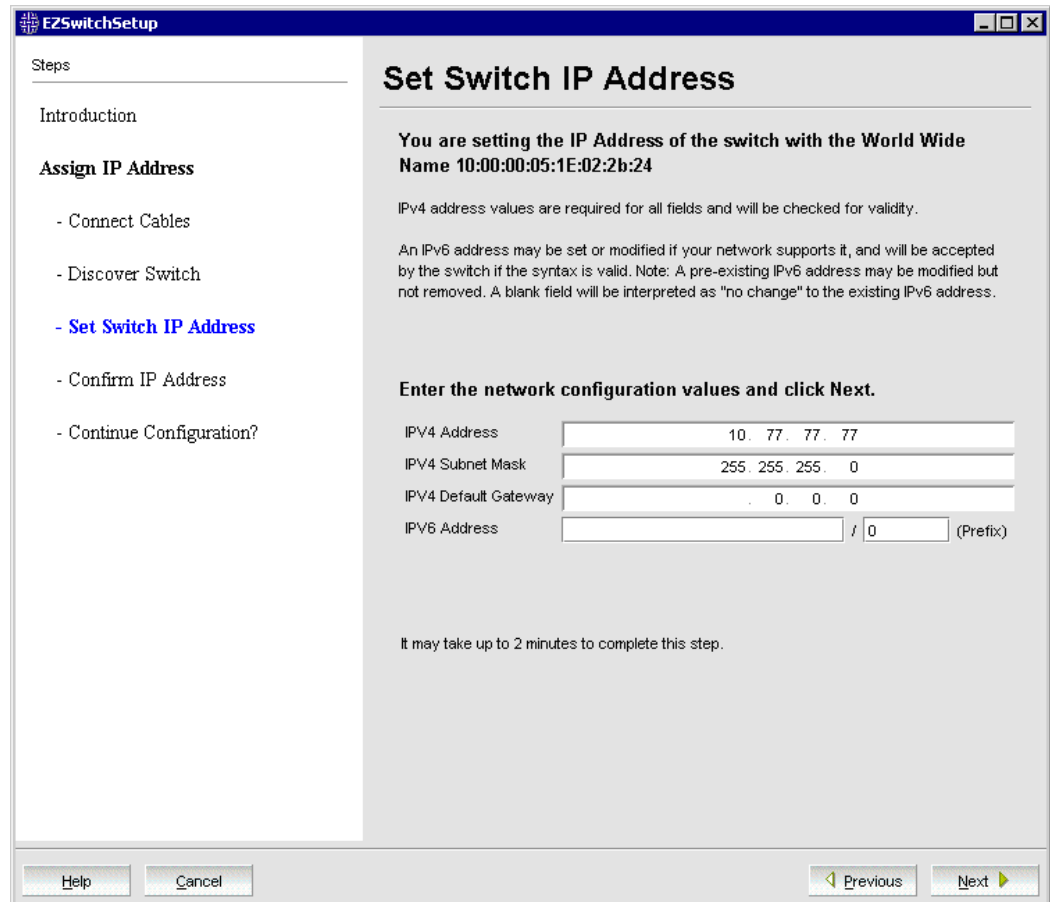 EZSwitchSetup
Steps
Introduction
Assign IP Address
- Connect Cables
- Discover Switch
- Set Switch IP Address
- Confirm IP Address
- Continue Configuration?
Set Switch IP Address
You are setting the IP Address of the switch with the World Wide
Name 10:00:00:05:1E:02:2b:24
IPv4 address values are required for all fields and will be checked for validity.
An IPv6 address may be set or modified if your network supports it, and will be accepted
by the switch if the syntax is valid. Note: A pre-existing IPv6 address may be modified but
not removed. A blank field will be interpreted as "no change" to the existing IPv6 address.
Enter the network configuration values and click Next.
IPV4 Address 10. 77. 77. 77
IPV4 Subnet Mask 255. 255. 255. 0
IPV4 Default Gateway . 0. 0. 0
IPV6 Address / 0 (Prefix)
It may take up to 2 minutes to complete this step.
Help Cancel Previous Next